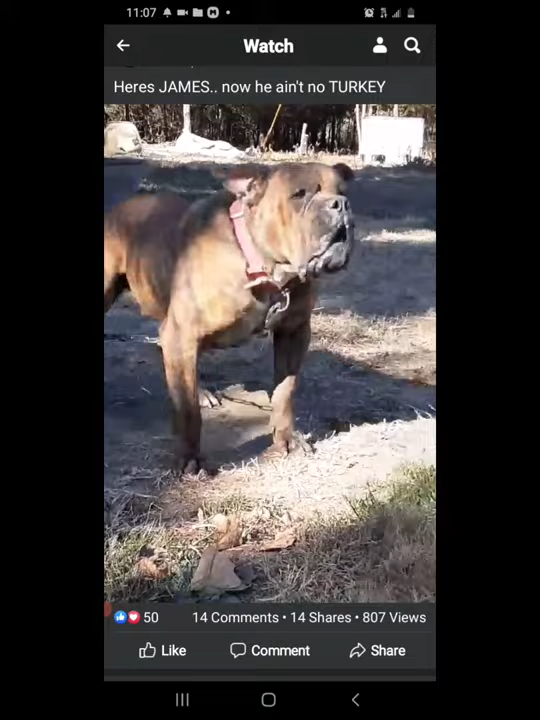 11:07
Watch
Heres JAMES.. now he ain't no TURKEY
50 14 Comments • 14 Shares • 807 Views
Like Comment Share